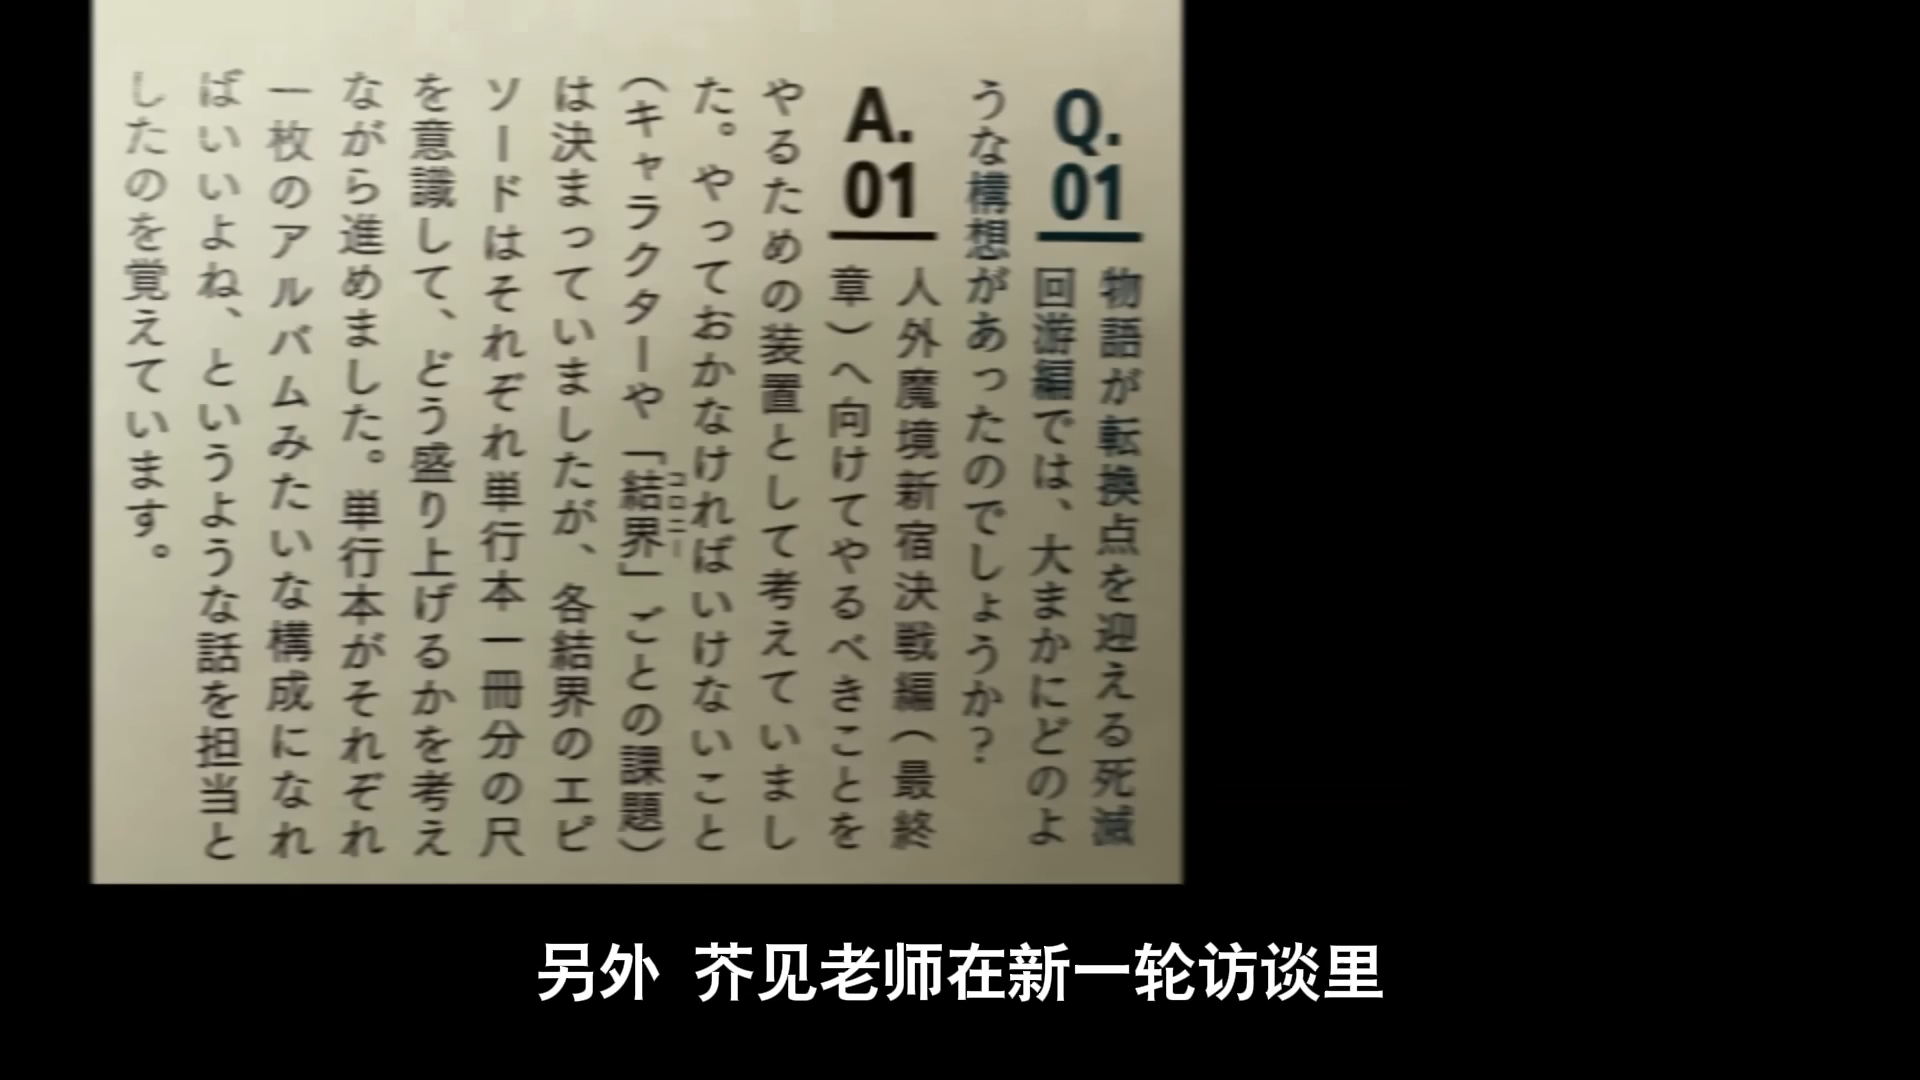 Q.
01
物語が転換点を迎える死滅
回游編では、大まかにどのよ
うな構想があったのでしょうか?
A.
01
人外魔境新宿決戦編(最終
章)へ向けてやるべきことを
やるための装置として考えていまし
た。やっておかなければいけないこと
(キャラクターや「結界」ごとの課題)
コロニー
は決まっていましたが、各結界のエピ
ソードはそれぞれ単行本一冊分の尺
を意識して、どう盛り上げるかを考え
ながら進めました。単行本がそれぞれ
一枚のアルバムみたいな構成になれ
ばいいよね、というような話を担当と
したのを覚えています。
另外 芥见老师在新一轮访谈里